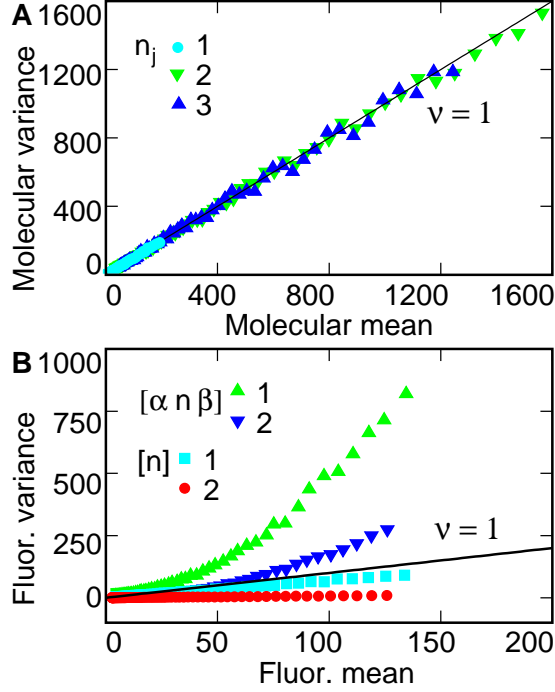 A
1600
1200
800
400
0
Molecular variance
n_j
1
2
3
ν = 1
0 400 800 1200 1600
Molecular mean
B
1000
750
500
250
0
Fluor. variance
[α n β]
1
2
[n]
1
2
ν = 1
0 50 100 150 200
Fluor. mean